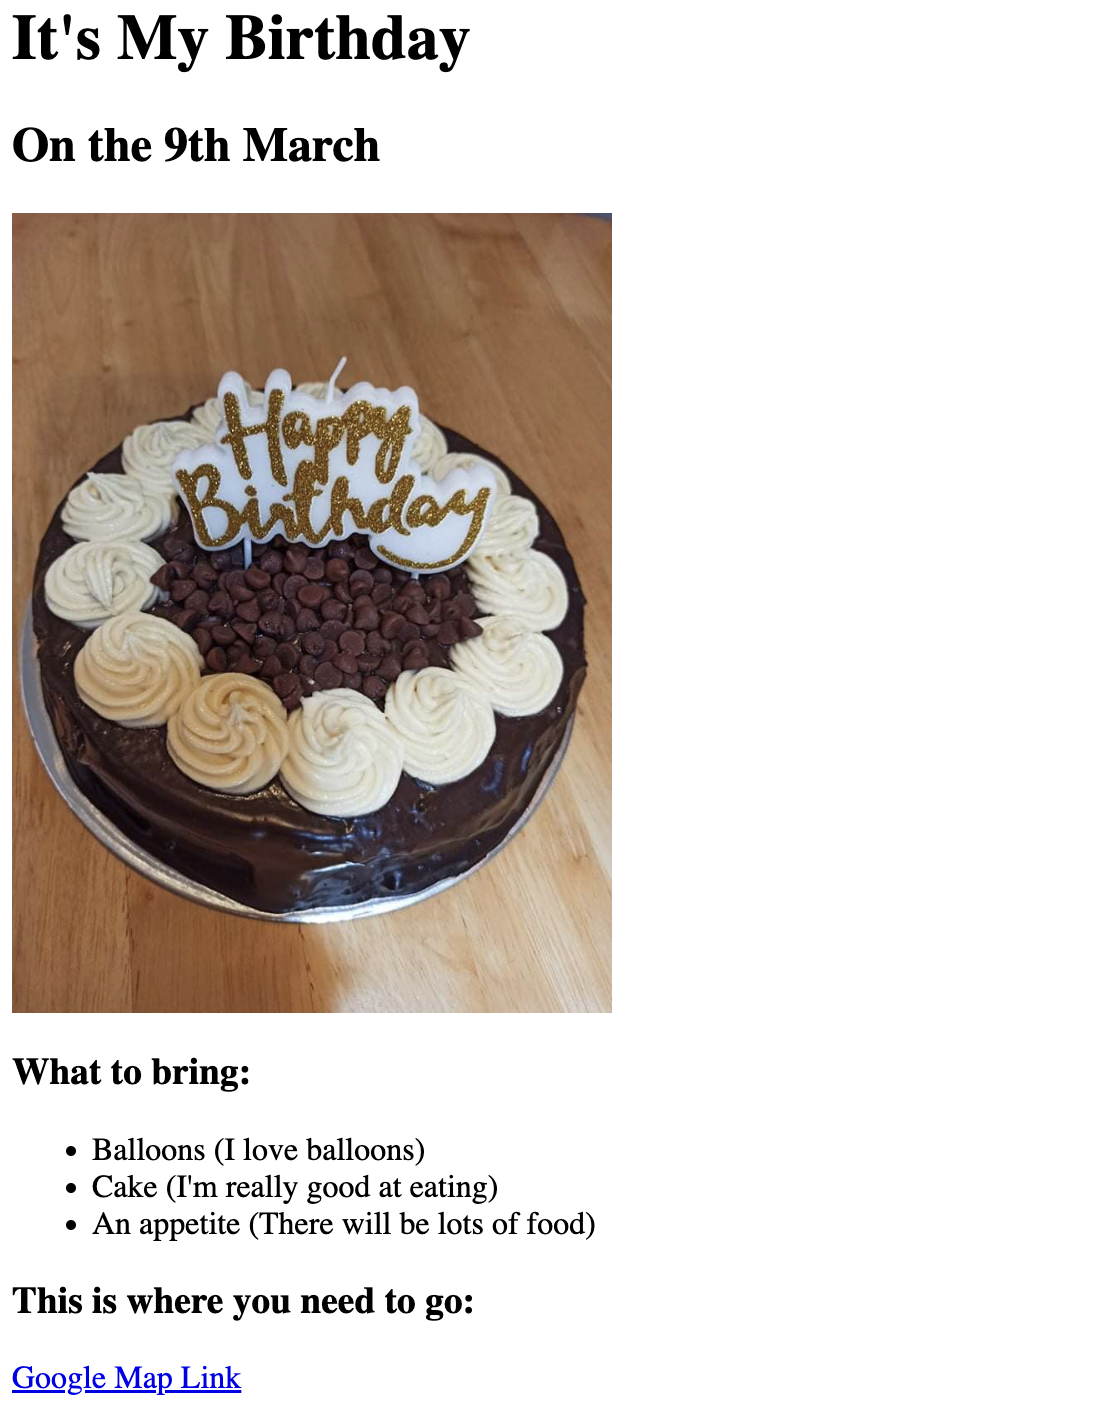 It's My Birthday
On the 9th March
Happy
Birthday
What to bring:
Balloons (I love balloons)
Cake (I'm really good at eating)
An appetite (There will be lots of food)
This is where you need to go:
Google Map Link